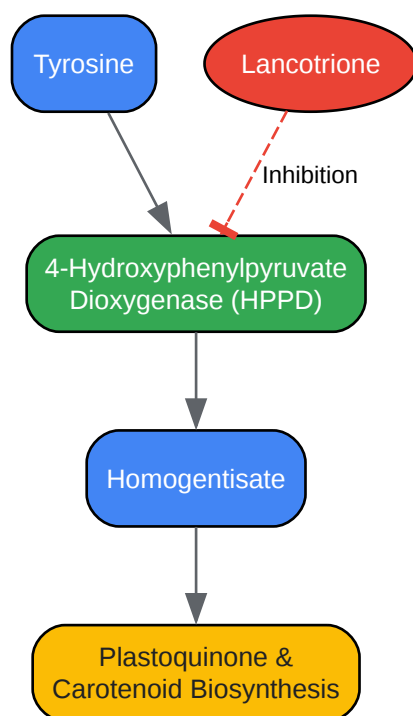 Tyrosine
Lancotrione
Inhibition
4-Hydroxyphenylpyruvate
Dioxygenase (HPPD)
Homogentisate
Plastoquinone &
Carotenoid Biosynthesis